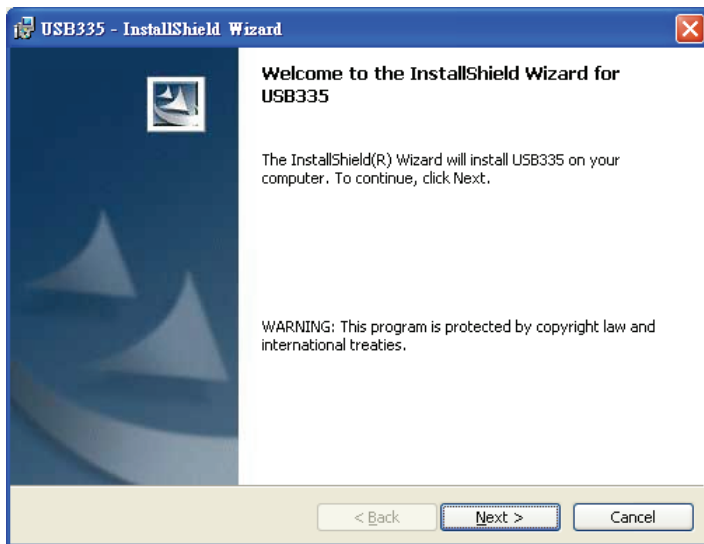 USB335 - InstallShield Wizard
Welcome to the InstallShield Wizard for
USB335
The InstallShield(R) Wizard will install USB335 on your
computer. To continue, click Next.
WARNING: This program is protected by copyright law and
international treaties.
< Back
Next >
Cancel